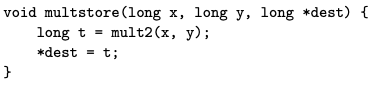 void multstore(long x, long y, long *dest) {
    long t = mult2(x, y);
    *dest = t;
}